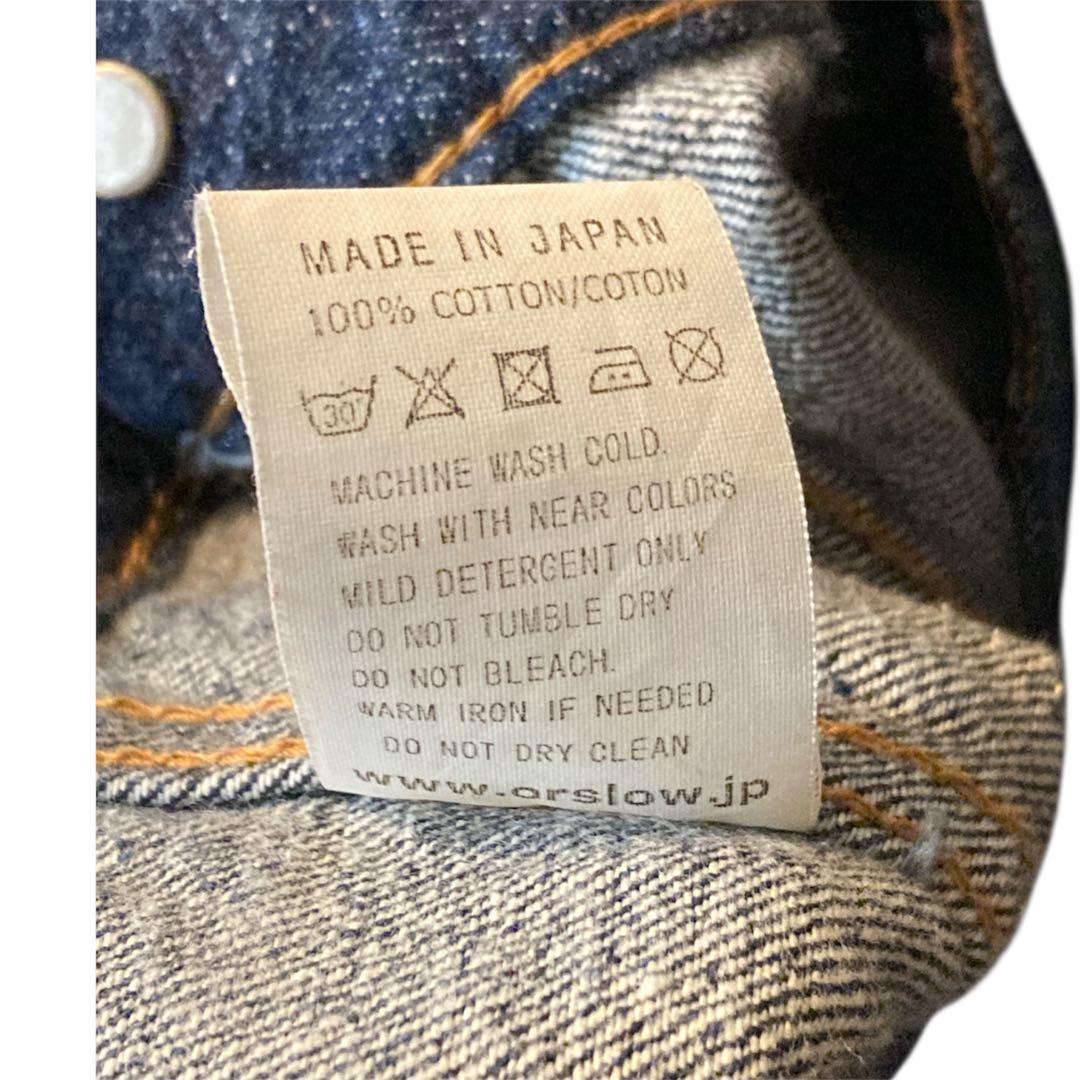 MADE IN JAPAN
100% COTTON/COTON
30
MACHINE WASH COLD.
WASH WITH NEAR COLORS
MILD DETERGENT ONLY
DO NOT TUMBLE DRY
DO NOT BLEACH.
WARM IRON IF NEEDED
DO NOT DRY CLEAN
www.orslow.jp